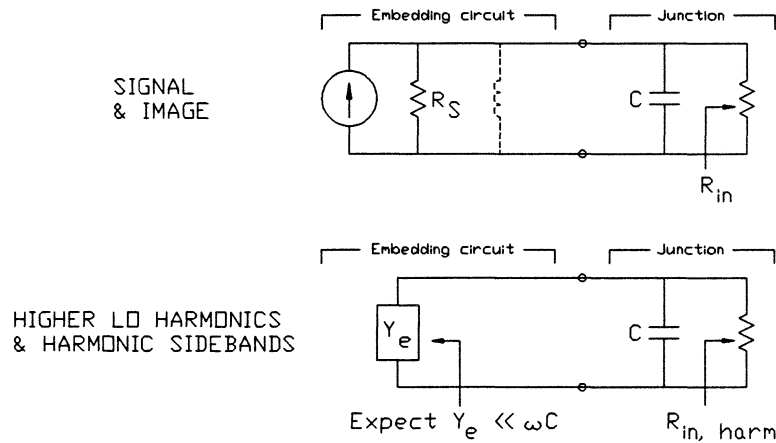 Embedding circuit
Junction
SIGNAL
& IMAGE
R_S
C
R_in
Embedding circuit
Junction
HIGHER LO HARMONICS
& HARMONIC SIDEBANDS
Y_e
C
Expect Y_e << ωC
R_in, harm